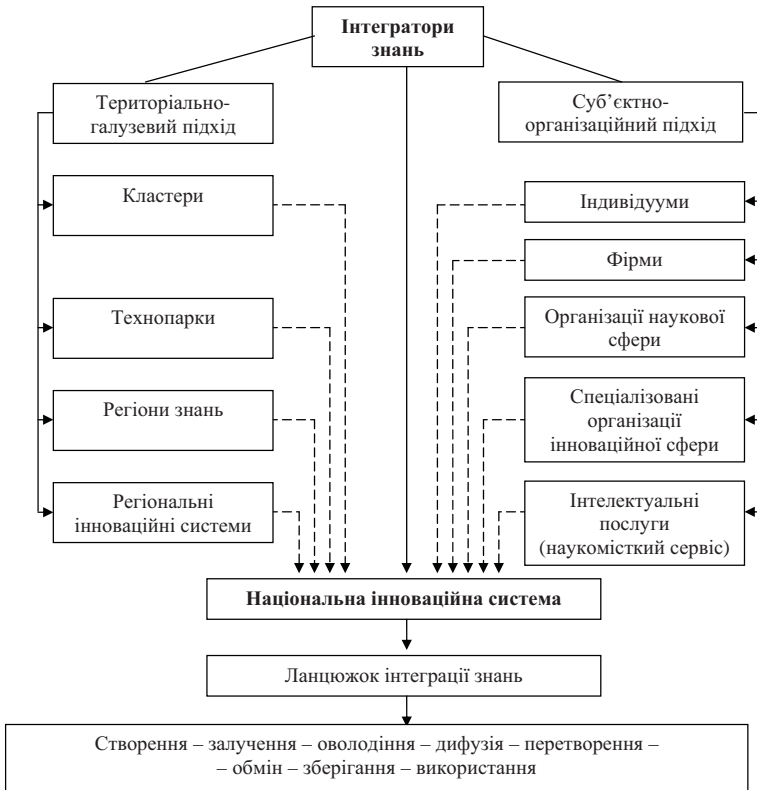 Інтегратори
знань
Територіально-
галузевий підхід
Суб’єктно-
організаційний підхід
Кластери
Технопарки
Регіони знань
Регіональні
інноваційні системи
Індивідууми
Фірми
Організації наукової
сфери
Спеціалізовані
організації
інноваційної сфери
Інтелектуальні
послуги
(наукомісткий сервіс)
Національна інноваційна система
Ланцюжок інтеграції знань
Створення – залучення – оволодіння – дифузія – перетворення –
– обмін – зберігання – використання